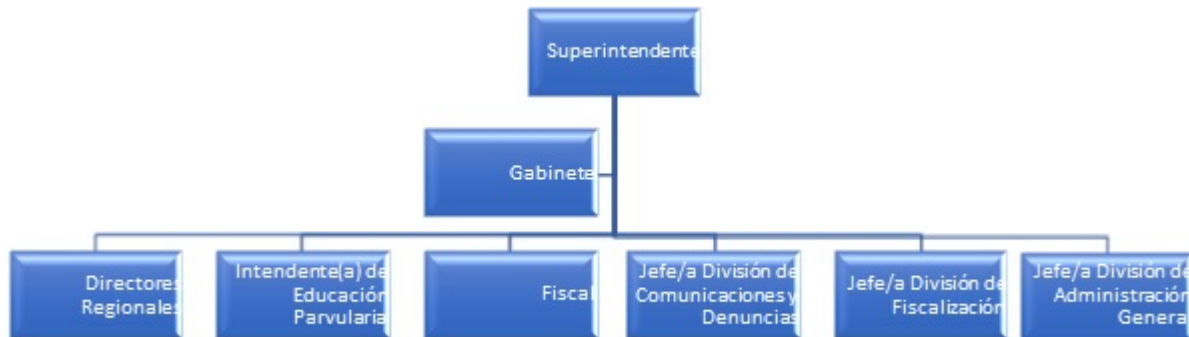 Superintendente
Gabinete
Directores
Regionales
Intendente(a) de
Educación
Parvularia
Fiscal
Jefe/a División de
Comunicaciones y
Denuncias
Jefe/a División de
Fiscalización
Jefe/a División de
Administración
General